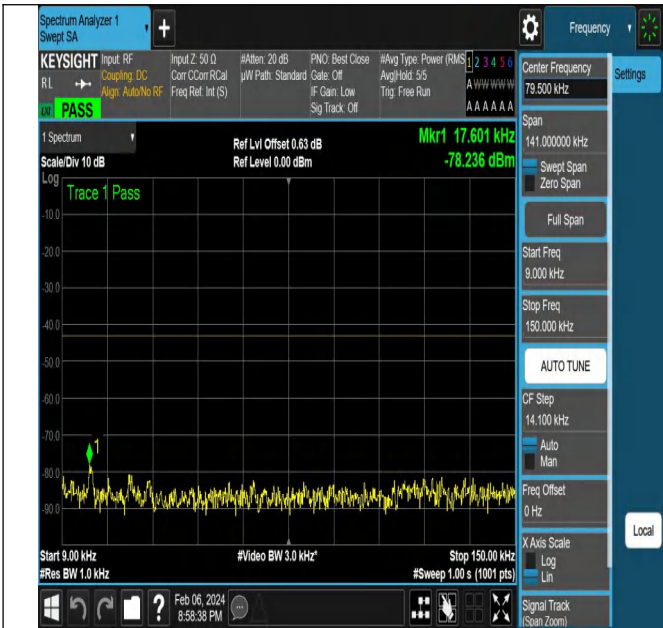 Spectrum Analyzer 1
Swept SA
Frequency
KEYSIGHT
RL
PASS
Input: RF
Coupling: DC
Align: Auto/No RF
Input Z: 50 Ω
Corr CCorr RCal
Freq Ref: Int (S)
#Atten: 20 dB
µW Path: Standard
PNO: Best Close
Gate: Off
IF Gain: Low
Sig Track: Off
#Avg Type: Power (RMS
Avg|Hold: 5/5
Trig: Free Run
1 2 3 4 5 6
A W W W W W
A A A A A A
1 Spectrum
Scale/Div 10 dB
Log
Ref Lvl Offset 0.63 dB
Ref Level 0.00 dBm
Mkr1 17.601 kHz
-78.236 dBm
Trace 1 Pass
-10.0
-20.0
-30.0
-40.0
-50.0
-60.0
-70.0
-80.0
-90.0
1
Start 9.00 kHz
#Res BW 1.0 kHz
#Video BW 3.0 kHz*
Stop 150.00 kHz
#Sweep 1.00 s (1001 pts)
Feb 06, 2024
8:58:38 PM
Center Frequency
79.500 kHz
Settings
Span
141.000000 kHz
Swept Span
Zero Span
Full Span
Start Freq
9.000 kHz
Stop Freq
150.000 kHz
AUTO TUNE
CF Step
14.100 kHz
Auto
Man
Freq Offset
0 Hz
X Axis Scale
Log
Lin
Local
Signal Track
(Span Zoom)